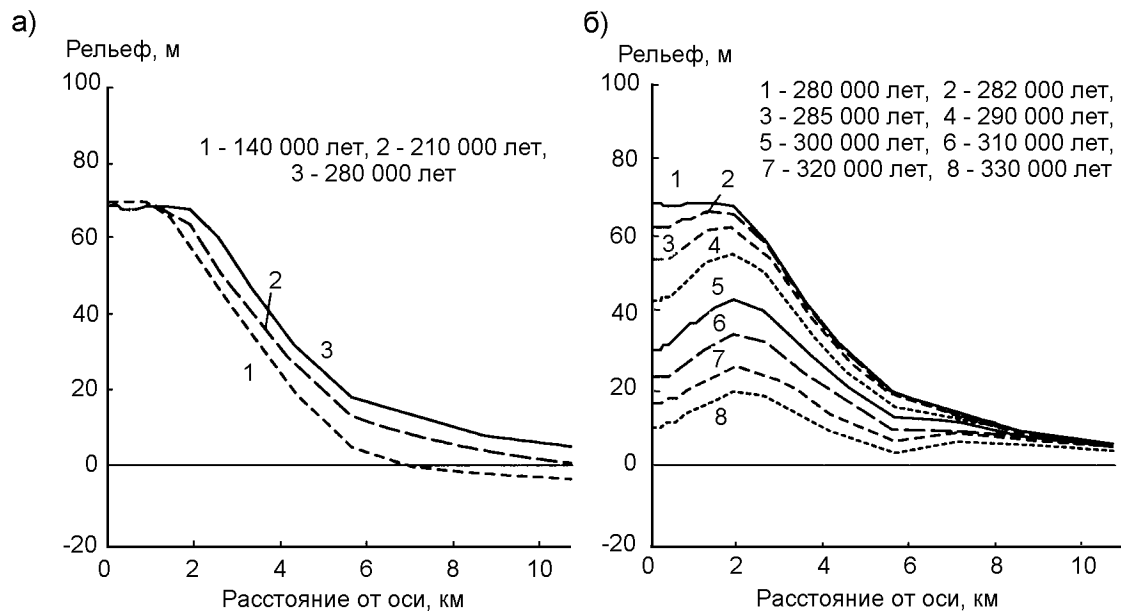 а)
Рельеф, м
100
80
60
40
20
0
-20
1 - 140 000 лет, 2 - 210 000 лет,
3 - 280 000 лет
2
3
1
0 2 4 6 8 10
Расстояние от оси, км
б)
Рельеф, м
100
80
60
40
20
0
-20
1 - 280 000 лет, 2 - 282 000 лет,
3 - 285 000 лет, 4 - 290 000 лет,
5 - 300 000 лет, 6 - 310 000 лет,
7 - 320 000 лет, 8 - 330 000 лет
1
2
3
4
5
6
7
8
0 2 4 6 8 10
Расстояние от оси, км